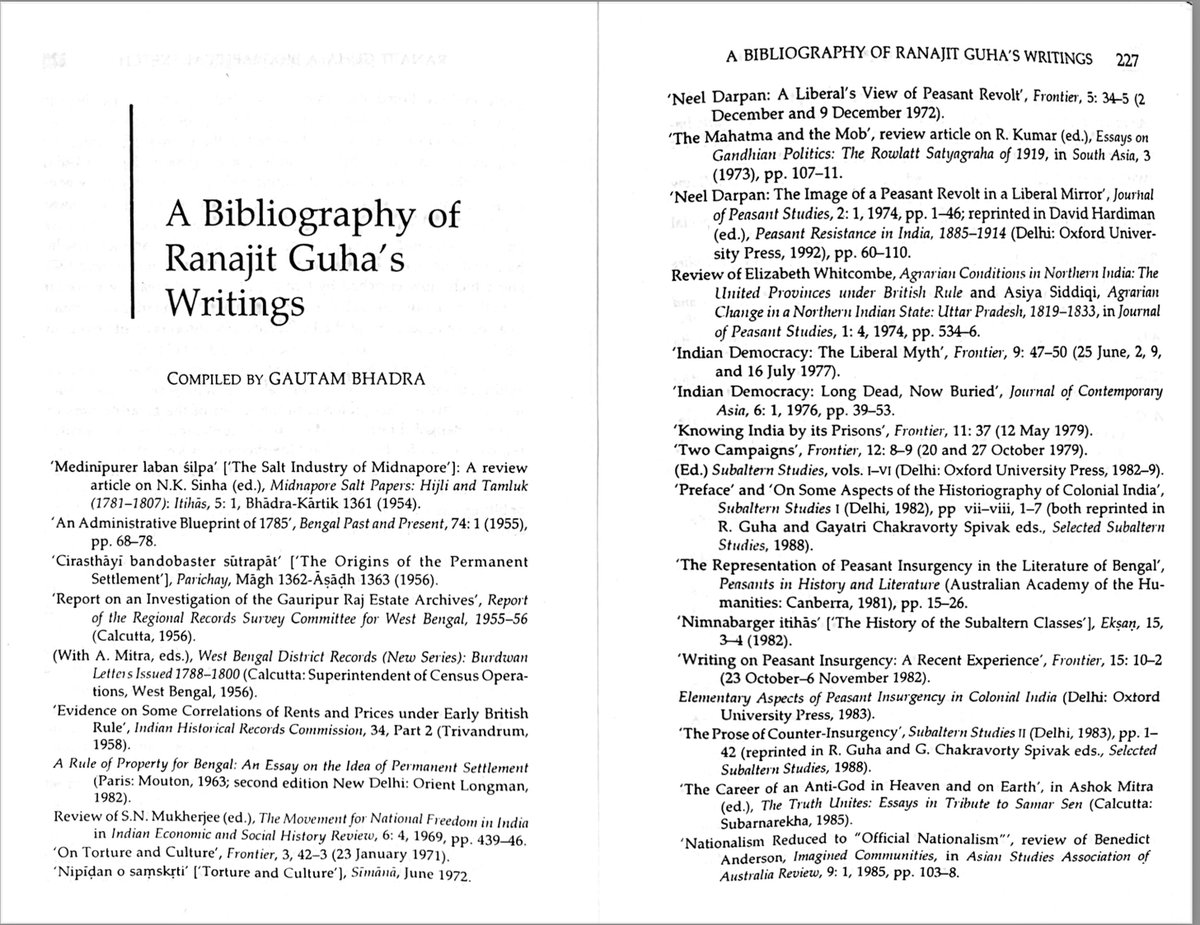 A Bibliography of
Ranajit Guha's
Writings
COMPILED BY GAUTAM BHADRA
'Medinīpurer laban śilpa' ['The Salt Industry of Midnapore']: A review
article on N.K. Sinha (ed.), Midnapore Salt Papers: Hijli and Tamluk
(1781–1807): Itihās, 5: 1, Bhādra-Kārtik 1361 (1954).
'An Administrative Blueprint of 1785', Bengal Past and Present, 74: 1 (1955),
pp. 68–78.
'Cirasthāyī bandobaster sūtrapāt' ['The Origins of the Permanent
Settlement'], Parichay, Māgh 1362-Āṣāḍh 1363 (1956).
'Report on an Investigation of the Gauripur Raj Estate Archives', Report
of the Regional Records Survey Committee for West Bengal, 1955–56
(Calcutta, 1956).
(With A. Mitra, eds.), West Bengal District Records (New Series): Burdwan
Letters Issued 1788–1800 (Calcutta: Superintendent of Census Opera-
tions, West Bengal, 1956).
'Evidence on Some Correlations of Rents and Prices under Early British
Rule', Indian Historical Records Commission, 34, Part 2 (Trivandrum,
1958).
A Rule of Property for Bengal: An Essay on the Idea of Permanent Settlement
(Paris: Mouton, 1963; second edition New Delhi: Orient Longman,
1982).
Review of S.N. Mukherjee (ed.), The Movement for National Freedom in India
in Indian Economic and Social History Review, 6: 4, 1969, pp. 439–46.
'On Torture and Culture', Frontier, 3, 42–3 (23 January 1971).
'Nipīḍan o saṃskṛti' ['Torture and Culture'], Sīmānā, June 1972.
A BIBLIOGRAPHY OF RANAJIT GUHA'S WRITINGS 227
'Neel Darpan: A Liberal's View of Peasant Revolt', Frontier, 5: 34–5 (2
December and 9 December 1972).
'The Mahatma and the Mob', review article on R. Kumar (ed.), Essays on
Gandhian Politics: The Rowlatt Satyagraha of 1919, in South Asia, 3
(1973), pp. 107–11.
'Neel Darpan: The Image of a Peasant Revolt in a Liberal Mirror', Journal
of Peasant Studies, 2: 1, 1974, pp. 1–46; reprinted in David Hardiman
(ed.), Peasant Resistance in India, 1885–1914 (Delhi: Oxford Univer-
sity Press, 1992), pp. 60–110.
Review of Elizabeth Whitcombe, Agrarian Conditions in Northern India: The
United Provinces under British Rule and Asiya Siddiqi, Agrarian
Change in a Northern Indian State: Uttar Pradesh, 1819–1833, in Journal
of Peasant Studies, 1: 4, 1974, pp. 534–6.
'Indian Democracy: The Liberal Myth', Frontier, 9: 47–50 (25 June, 2, 9,
and 16 July 1977).
'Indian Democracy: Long Dead, Now Buried', Journal of Contemporary
Asia, 6: 1, 1976, pp. 39–53.
'Knowing India by its Prisons', Frontier, 11: 37 (12 May 1979).
'Two Campaigns', Frontier, 12: 8–9 (20 and 27 October 1979).
(Ed.) Subaltern Studies, vols. I–VI (Delhi: Oxford University Press, 1982–9).
'Preface' and 'On Some Aspects of the Historiography of Colonial India',
Subaltern Studies I (Delhi, 1982), pp vii–viii, 1–7 (both reprinted in
R. Guha and Gayatri Chakravorty Spivak eds., Selected Subaltern
Studies, 1988).
'The Representation of Peasant Insurgency in the Literature of Bengal',
Peasants in History and Literature (Australian Academy of the Hu-
manities: Canberra, 1981), pp. 15–26.
'Nimnabarger itihās' ['The History of the Subaltern Classes'], Ekṣaṇ, 15,
3–4 (1982).
'Writing on Peasant Insurgency: A Recent Experience', Frontier, 15: 10–2
(23 October–6 November 1982).
Elementary Aspects of Peasant Insurgency in Colonial India (Delhi: Oxford
University Press, 1983).
'The Prose of Counter-Insurgency', Subaltern Studies II (Delhi, 1983), pp. 1–
42 (reprinted in R. Guha and G. Chakravorty Spivak eds., Selected
Subaltern Studies, 1988).
'The Career of an Anti-God in Heaven and on Earth', in Ashok Mitra
(ed.), The Truth Unites: Essays in Tribute to Samar Sen (Calcutta:
Subarnarekha, 1985).
'Nationalism Reduced to "Official Nationalism"', review of Benedict
Anderson, Imagined Communities, in Asian Studies Association of
Australia Review, 9: 1, 1985, pp. 103–8.